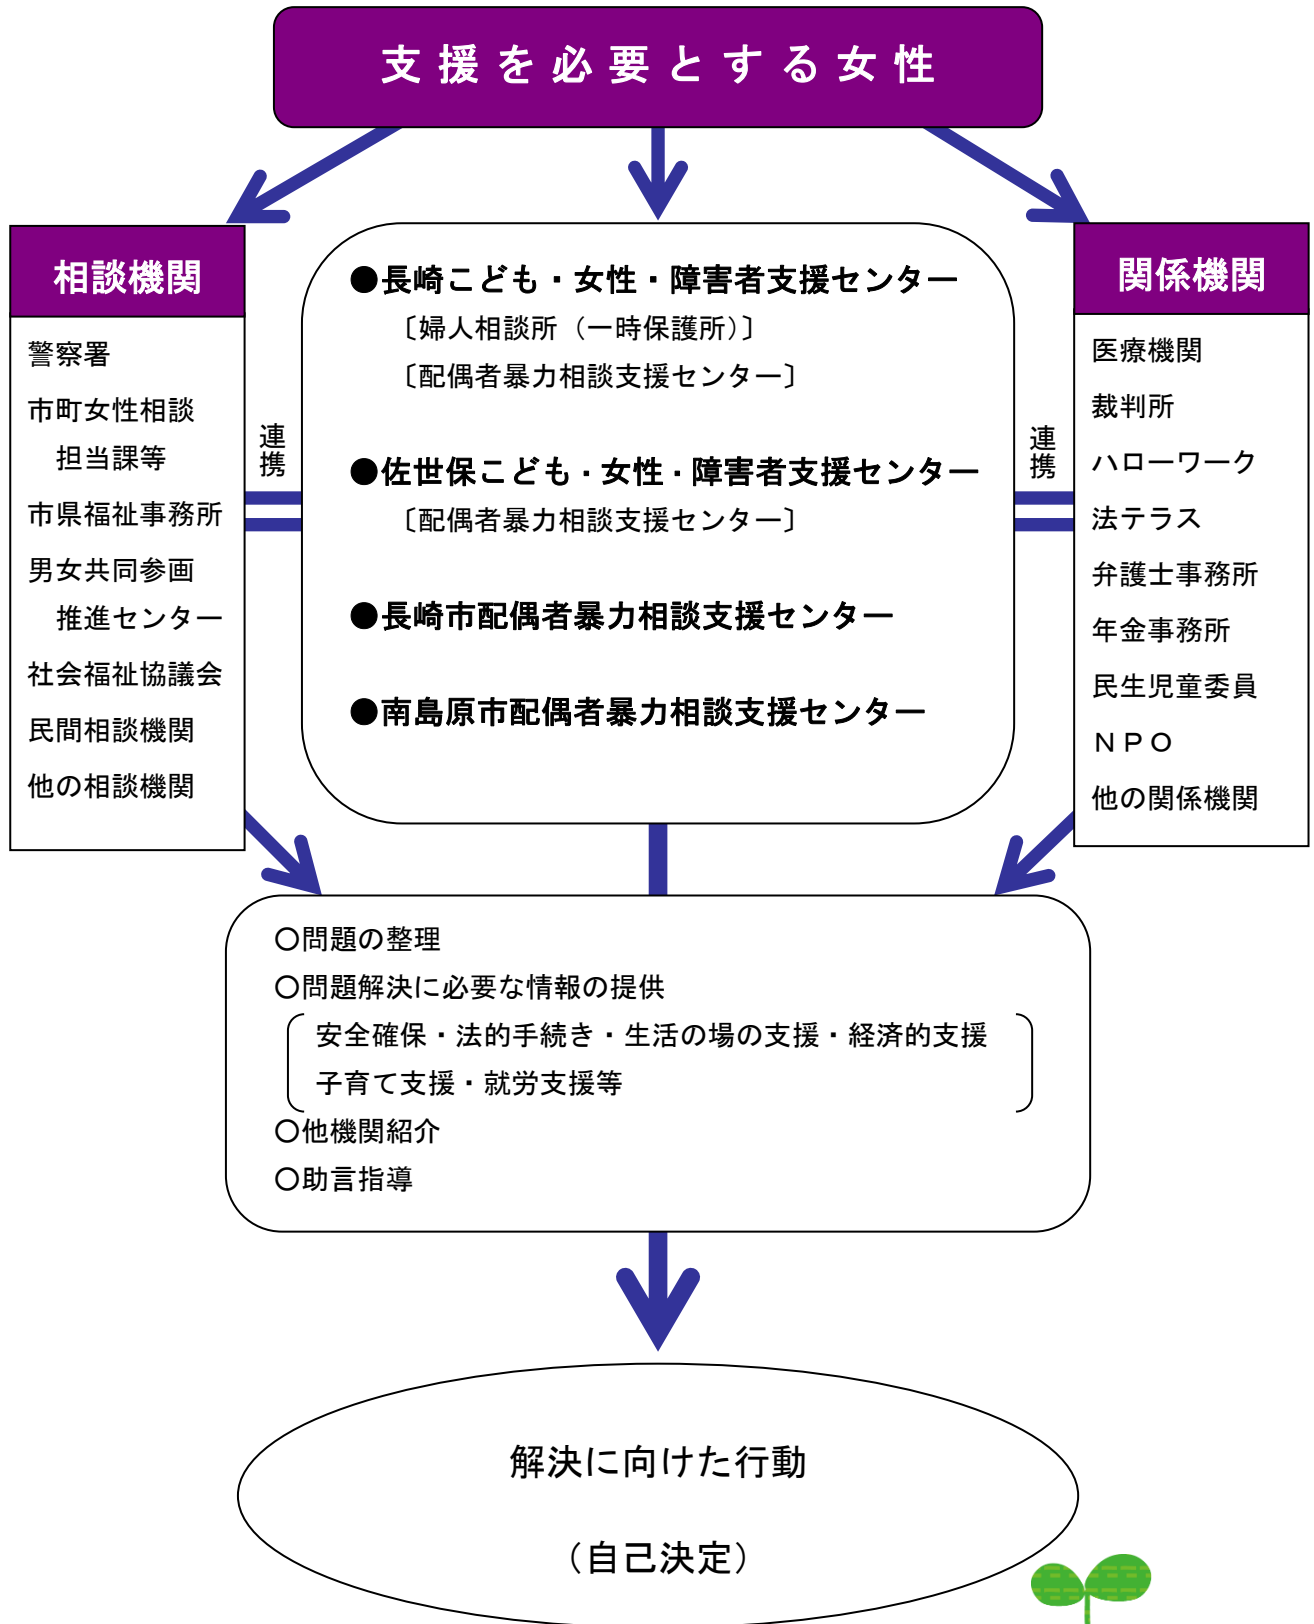 支援を必要とする女性
相談機関
警察署
市町女性相談
担当課等
市県福祉事務所
男女共同参画
推進センター
社会福祉協議会
民間相談機関
他の相談機関
連携
●長崎こども・女性・障害者支援センター
〔婦人相談所（一時保護所）〕
〔配偶者暴力相談支援センター〕
●佐世保こども・女性・障害者支援センター
〔配偶者暴力相談支援センター〕
●長崎市配偶者暴力相談支援センター
●南島原市配偶者暴力相談支援センター
連携
関係機関
医療機関
裁判所
ハローワーク
法テラス
弁護士事務所
年金事務所
民生児童委員
ＮＰＯ
他の関係機関
○問題の整理
○問題解決に必要な情報の提供
安全確保・法的手続き・生活の場の支援・経済的支援
子育て支援・就労支援等
○他機関紹介
○助言指導
解決に向けた行動
（自己決定）